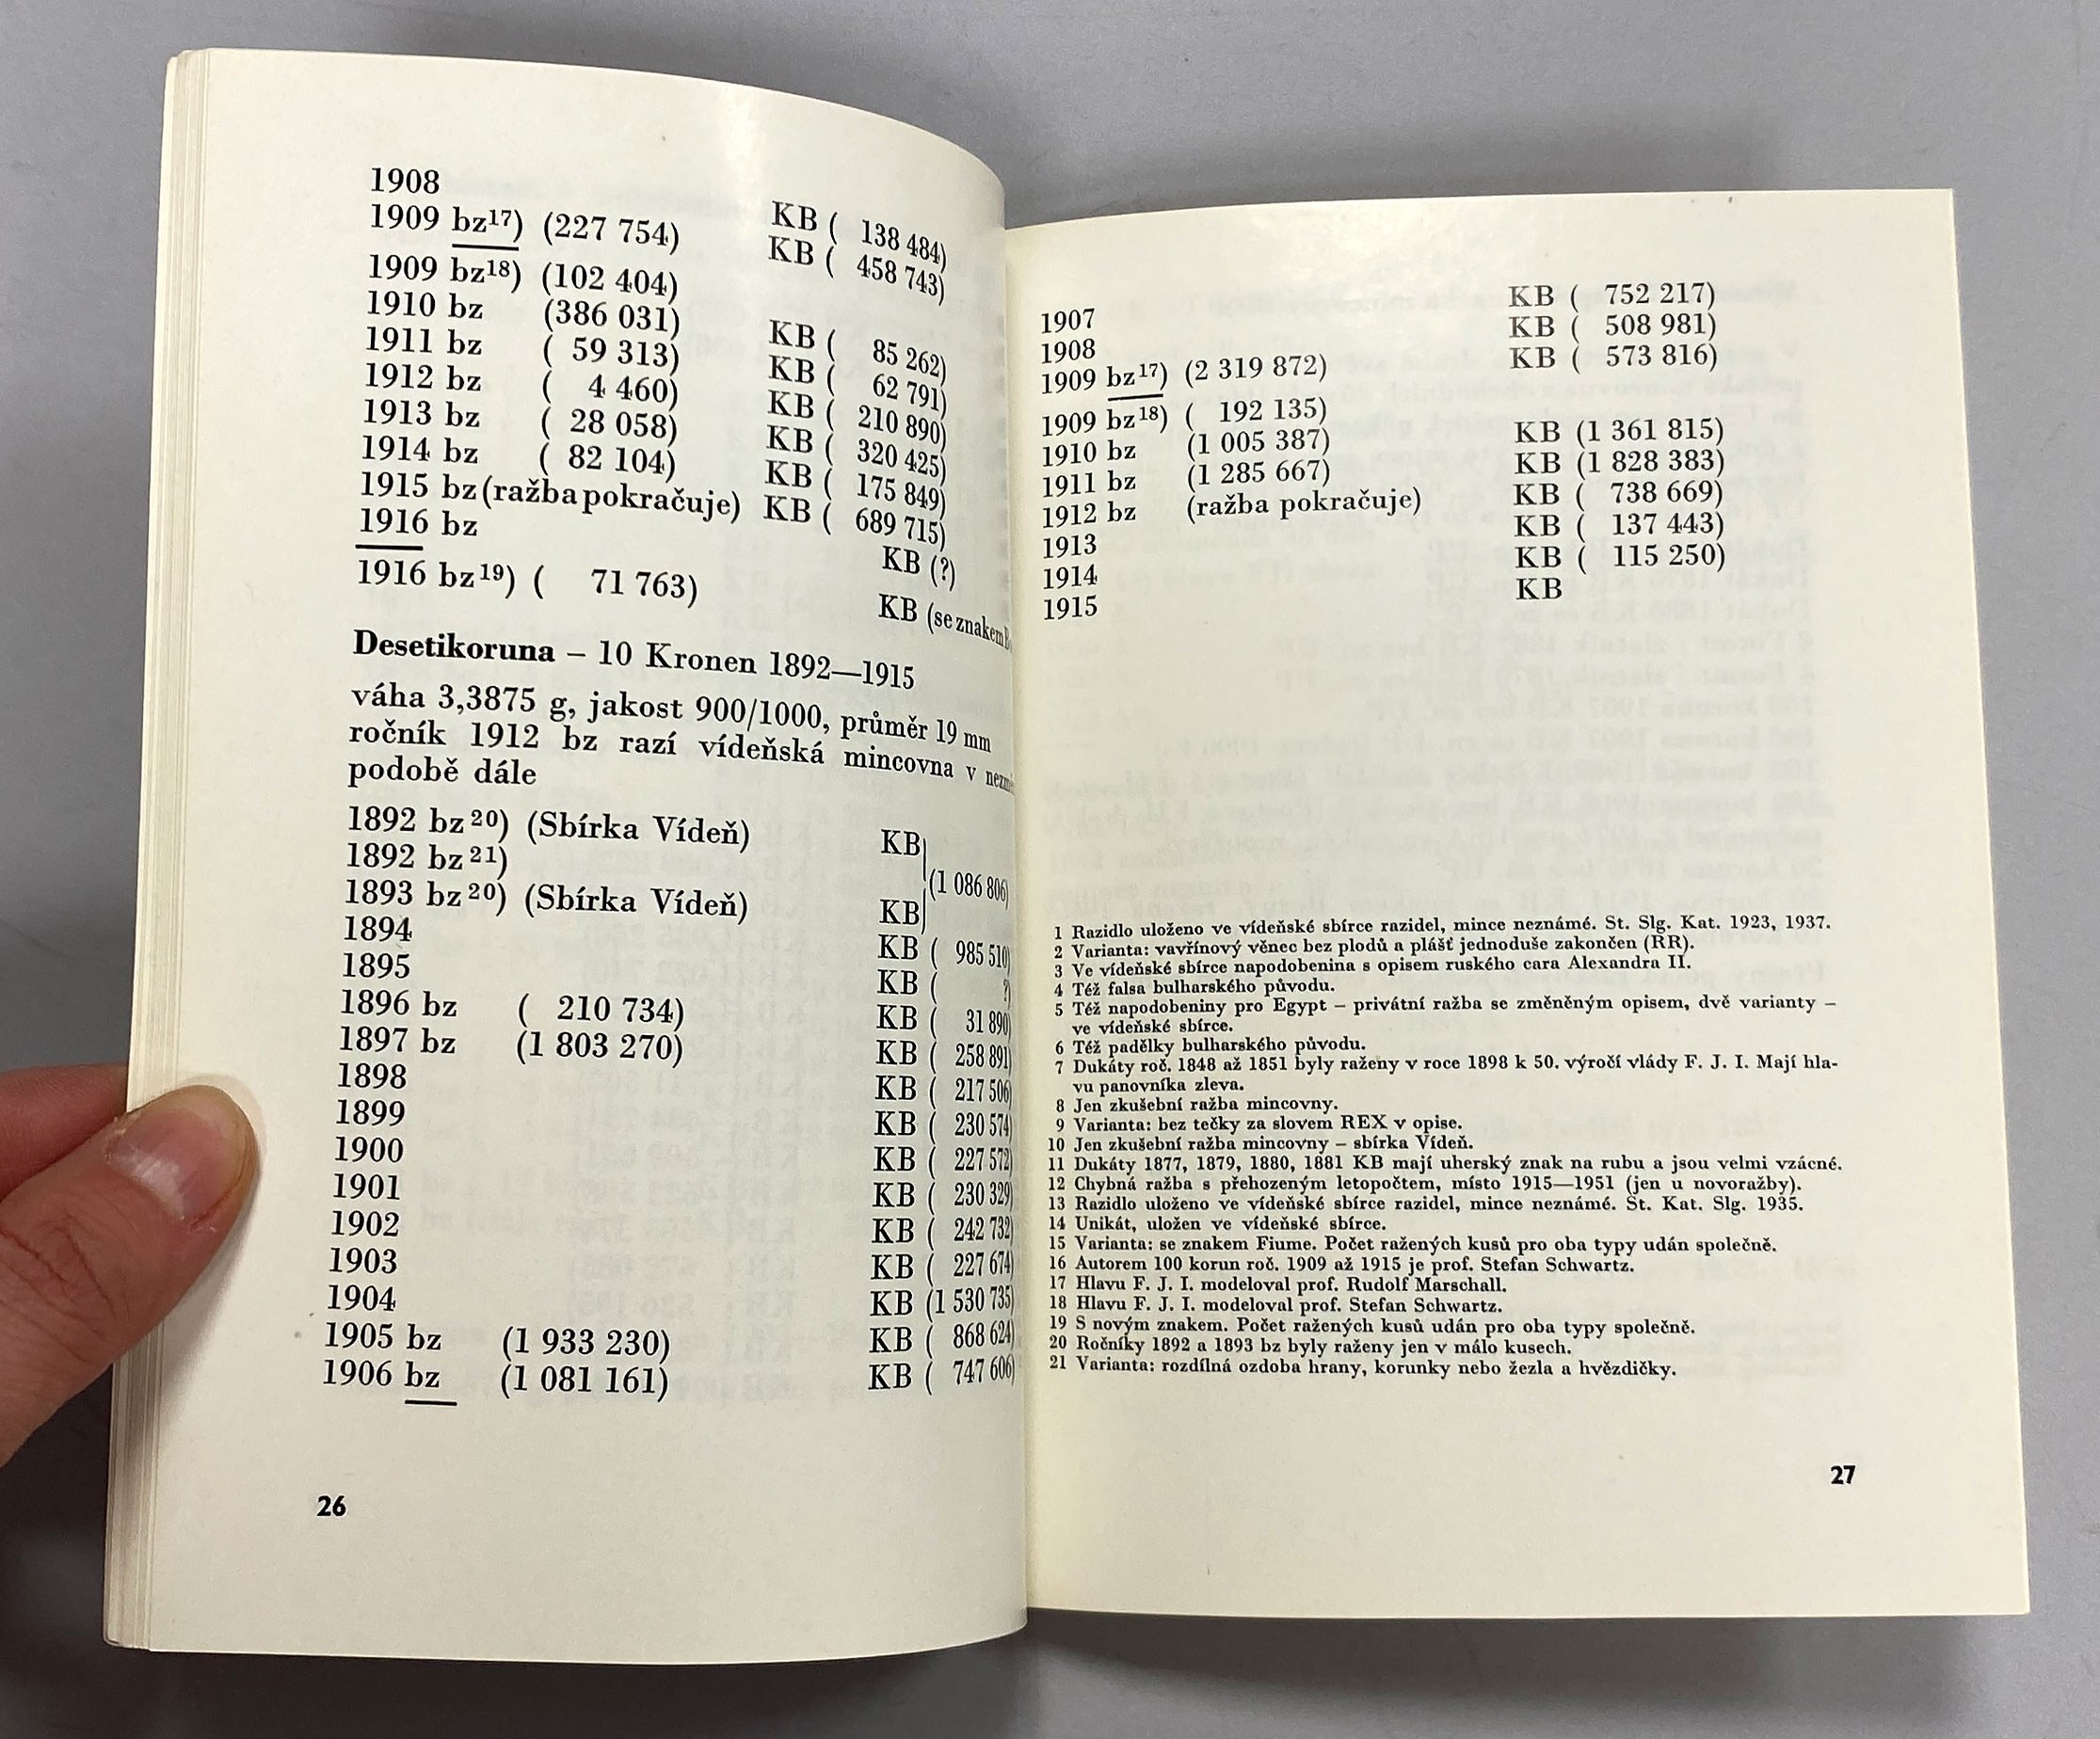 1908 KB ( 138 484)
1909 bz17) (227 754) KB ( 458 743)
1909 bz18) (102 404)
1910 bz (386 031) KB ( 85 262)
1911 bz ( 59 313) KB ( 62 791)
1912 bz ( 4 460) KB ( 210 890)
1913 bz ( 28 058) KB ( 320 425)
1914 bz ( 82 104) KB ( 175 849)
1915 bz (ražba pokračuje) KB ( 689 715)
1916 bz KB (?)
1916 bz19) ( 71 763) KB (se znakem
Desetikoruna – 10 Kronen 1892—1915
váha 3,3875 g, jakost 900/1000, průměr 19 mm
ročník 1912 bz razí vídeňská mincovna v
podobě dále
1892 bz20) (Sbírka Vídeň) KB
1892 bz21) (1 086 806)
1893 bz20) (Sbírka Vídeň) KB
1894 KB ( 985 510)
1895 KB ( ?)
1896 bz ( 210 734) KB ( 31 890)
1897 bz (1 803 270) KB ( 258 891)
1898 KB ( 217 506)
1899 KB ( 230 574)
1900 KB ( 227 572)
1901 KB ( 230 329)
1902 KB ( 242 732)
1903 KB ( 227 674)
1904 KB (1 530 735)
1905 bz (1 933 230) KB ( 868 624)
1906 bz (1 081 161) KB ( 747 606)
26
1907 KB ( 752 217)
1908 KB ( 508 981)
1909 bz17) (2 319 872) KB ( 573 816)
1909 bz18) ( 192 135)
1910 bz (1 005 387) KB (1 361 815)
1911 bz (1 285 667) KB (1 828 383)
1912 bz (ražba pokračuje) KB ( 738 669)
1913 KB ( 137 443)
1914 KB ( 115 250)
1915 KB
1 Razidlo uloženo ve vídeňské sbírce razidel, mince neznámé. St. Slg. Kat. 1923, 1937.
2 Varianta: vavřínový věnec bez plodů a plášť jednoduše zakončen (RR).
3 Ve vídeňské sbírce napodobenina s opisem ruského cara Alexandra II.
4 Též falsa bulharského původu.
5 Též napodobeniny pro Egypt – privátní ražba se změněným opisem, dvě varianty –
ve vídeňské sbírce.
6 Též padělky bulharského původu.
7 Dukáty roč. 1848 až 1851 byly raženy v roce 1898 k 50. výročí vlády F. J. I. Mají hla-
vu panovníka zleva.
8 Jen zkušební ražba mincovny.
9 Varianta: bez tečky za slovem REX v opise.
10 Jen zkušební ražba mincovny – sbírka Vídeň.
11 Dukáty 1877, 1879, 1880, 1881 KB mají uherský znak na rubu a jsou velmi vzácné.
12 Chybná ražba s přehozeným letopočtem, místo 1915—1951 (jen u novoražby).
13 Razidlo uloženo ve vídeňské sbírce razidel, mince neznámé. St. Kat. Slg. 1935.
14 Unikát, uložen ve vídeňské sbírce.
15 Varianta: se znakem Fiume. Počet ražených kusů pro oba typy udán společně.
16 Autorem 100 korun roč. 1909 až 1915 je prof. Stefan Schwartz.
17 Hlavu F. J. I. modeloval prof. Rudolf Marschall.
18 Hlavu F. J. I. modeloval prof. Stefan Schwartz.
19 S novým znakem. Počet ražených kusů udán pro oba typy společně.
20 Ročníky 1892 a 1893 bz byly raženy jen v málo kusech.
21 Varianta: rozdílná ozdoba hrany, korunky nebo žezla a hvězdičky.
27